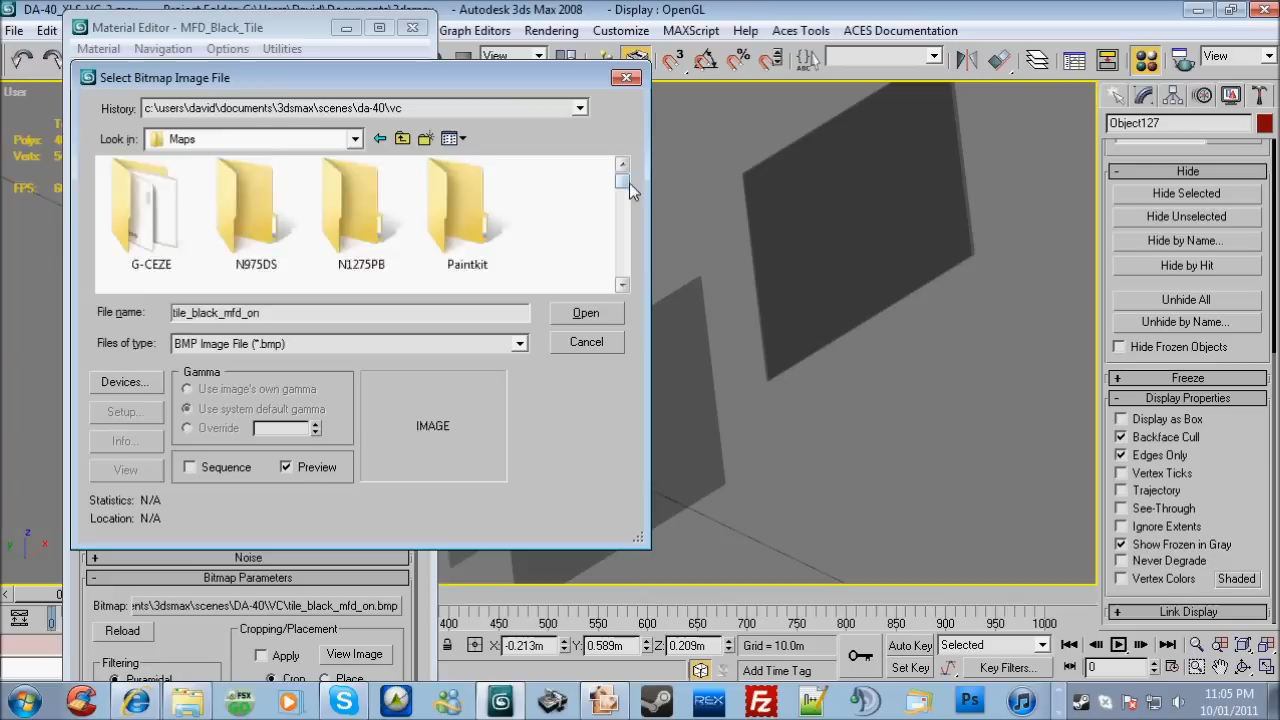 DA-40_XLS_VC_2.max
Autodesk 3ds Max 2008
Display : OpenGL
Material Editor - MFD_Black_Tile
File
Edit
Material
Navigation
Options
Utilities
Graph Editors
Rendering
Customize
MAXScript
Help
Aces Tools
ACES Documentation
View
View
Select Bitmap Image File
User
History:
c:\users\david\documents\3dsmax\scenes\da-40\vc
Look in:
Maps
G-CEZE
N975DS
N1275PB
Paintkit
File name:
tile_black_mfd_on
Open
Files of type:
BMP Image File (*.bmp)
Cancel
Devices...
Setup...
Info...
View
Gamma
Use image's own gamma
Use system default gamma
Override
Sequence
Preview
IMAGE
Statistics: N/A
Location: N/A
Noise
Bitmap Parameters
Bitmap:
ents\3dsmax\scenes\DA-40\VC\tile_black_mfd_on.bmp
Reload
Cropping/Placement
Apply
View Image
Filtering
Pyramidal
Crop
Place
Object127
Hide
Hide Selected
Hide Unselected
Hide by Name...
Hide by Hit
Unhide All
Unhide by Name...
Hide Frozen Objects
Freeze
Display Properties
Display as Box
Backface Cull
Edges Only
Vertex Ticks
Trajectory
See-Through
Ignore Extents
Show Frozen in Gray
Never Degrade
Vertex Colors
Shaded
Link Display
400
450
500
550
600
650
700
750
800
850
900
950
1000
X: -0.213m
Y: 0.589m
Z: 0.209m
Grid = 10.0m
Add Time Tag
Auto Key
Selected
Set Key
Key Filters...
0
11:05 PM
10/01/2011